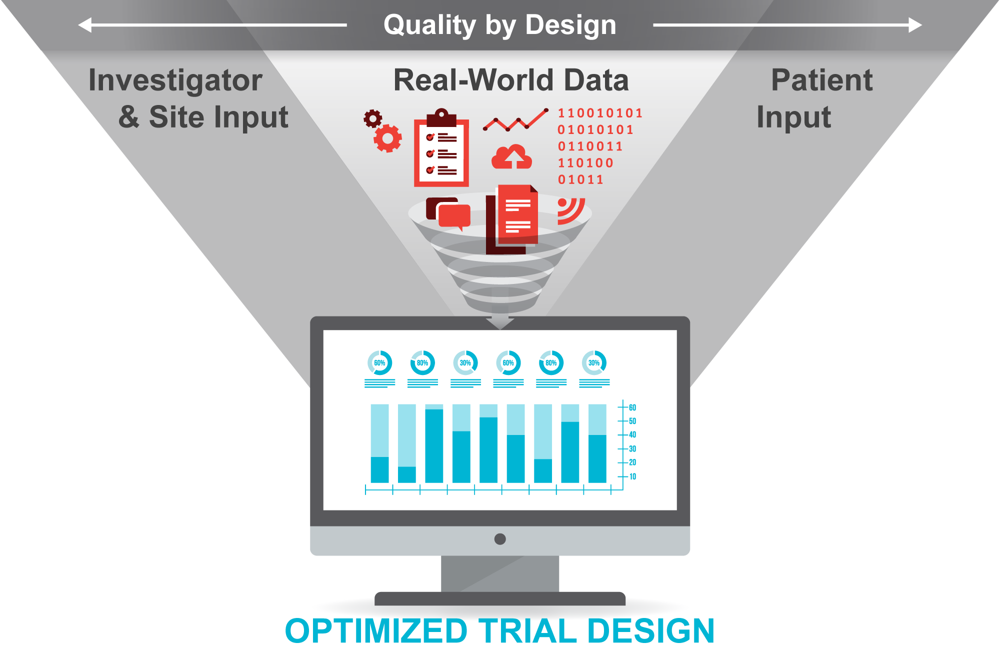 Quality by Design
Investigator
& Site Input
Real-World Data
Patient
Input
110010101
01010101
0110011
110100
01011
60%
80%
30%
60%
80%
30%
60
50
40
30
20
10
OPTIMIZED TRIAL DESIGN